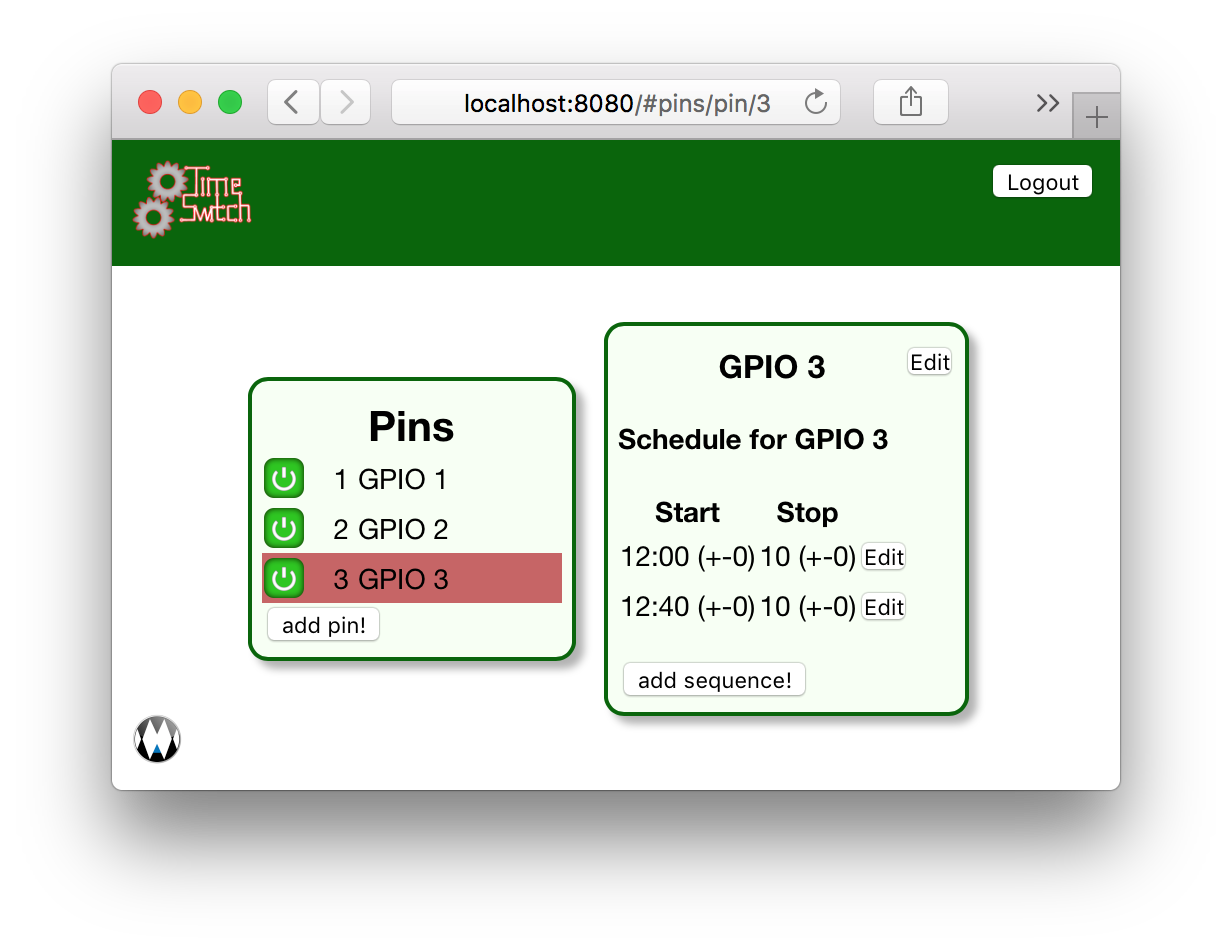 localhost:8080/#pins/pin/3
Time
Switch
Logout
Pins
1 GPIO 1
2 GPIO 2
3 GPIO 3
add pin!
GPIO 3
Edit
Schedule for GPIO 3
Start Stop
12:00 (+-0) 10 (+-0) Edit
12:40 (+-0) 10 (+-0) Edit
add sequence!